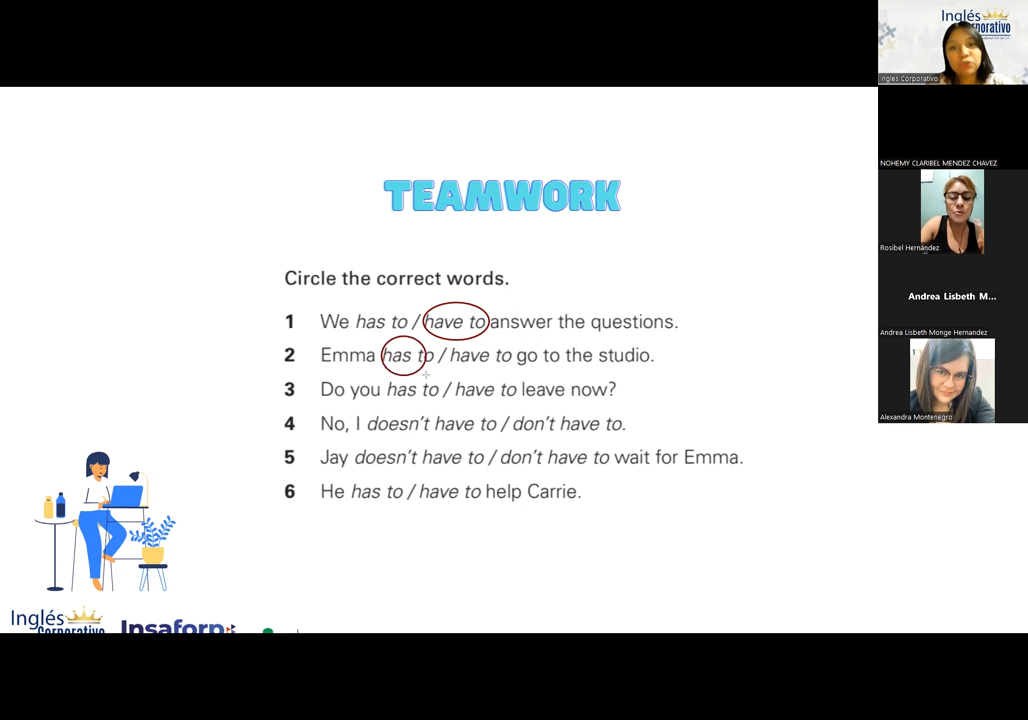 Inglés
Corporativo
Ingles Corporativo
NOHEMY CLARIBEL MENDEZ CHAVEZ
Rosibel Hernández
Andrea Lisbeth M...
Andrea Lisbeth Monge Hernandez
Alexandra Montenegro
TEAMWORK
Circle the correct words.
1 We has to / have to answer the questions.
2 Emma has to / have to go to the studio.
3 Do you has to / have to leave now?
4 No, I doesn't have to / don't have to.
5 Jay doesn't have to / don't have to wait for Emma.
6 He has to / have to help Carrie.
Inglés
Corporativo
Insaforp